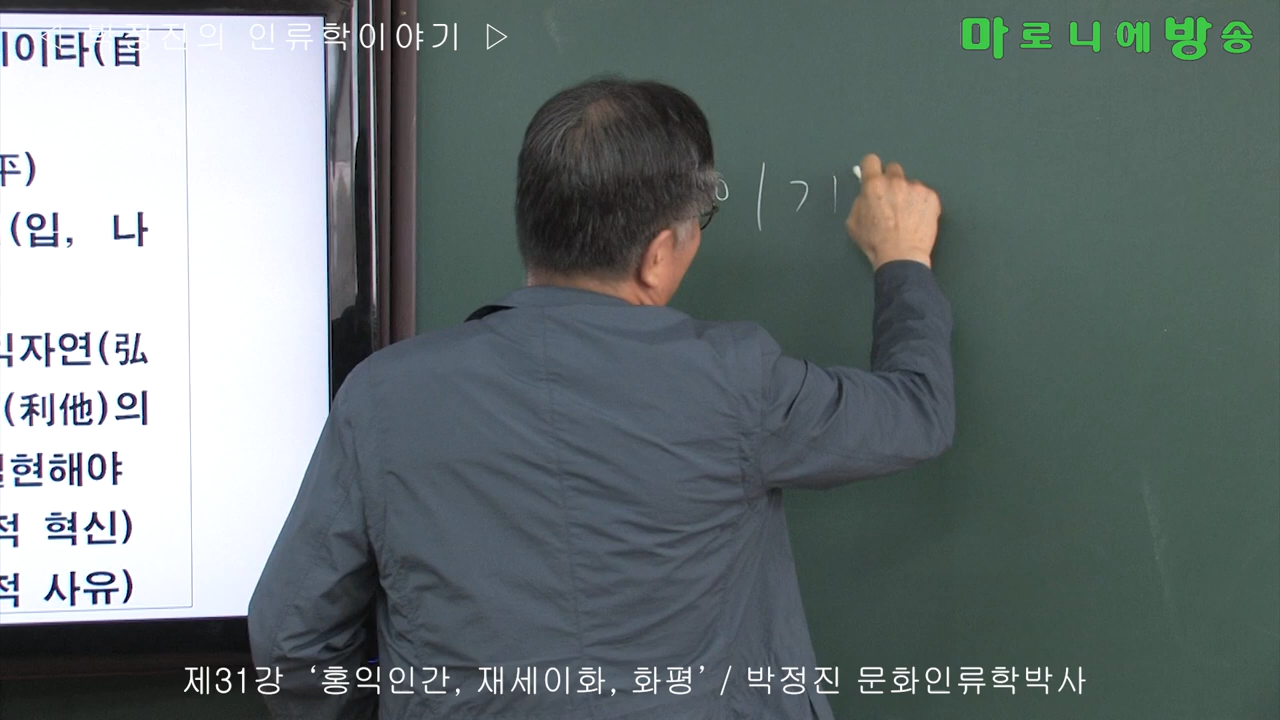 ◁ 박정진의 인류학이야기 ▷
마로니에방송
이타(自
平)
(입, 나
자연(弘
(利他)의
현해야
적 혁신)
적 사유)
이기
제31강 ‘홍익인간, 재세이화, 화평’ / 박정진 문화인류학박사